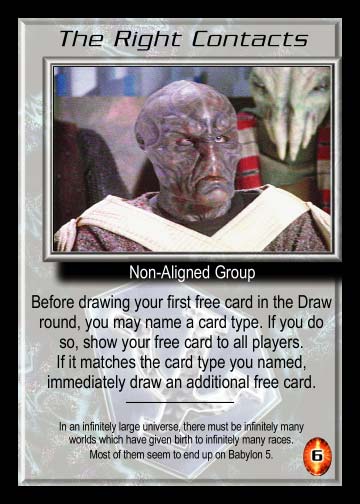 The Right Contacts
Non-Aligned Group
Before drawing your first free card in the Draw
round, you may name a card type. If you do
so, show your free card to all players.
If it matches the card type you named,
immediately draw an additional free card.
In an infinitely large universe, there must be infinitely many
worlds which have given birth to infinitely many races.
Most of them seem to end up on Babylon 5.
6